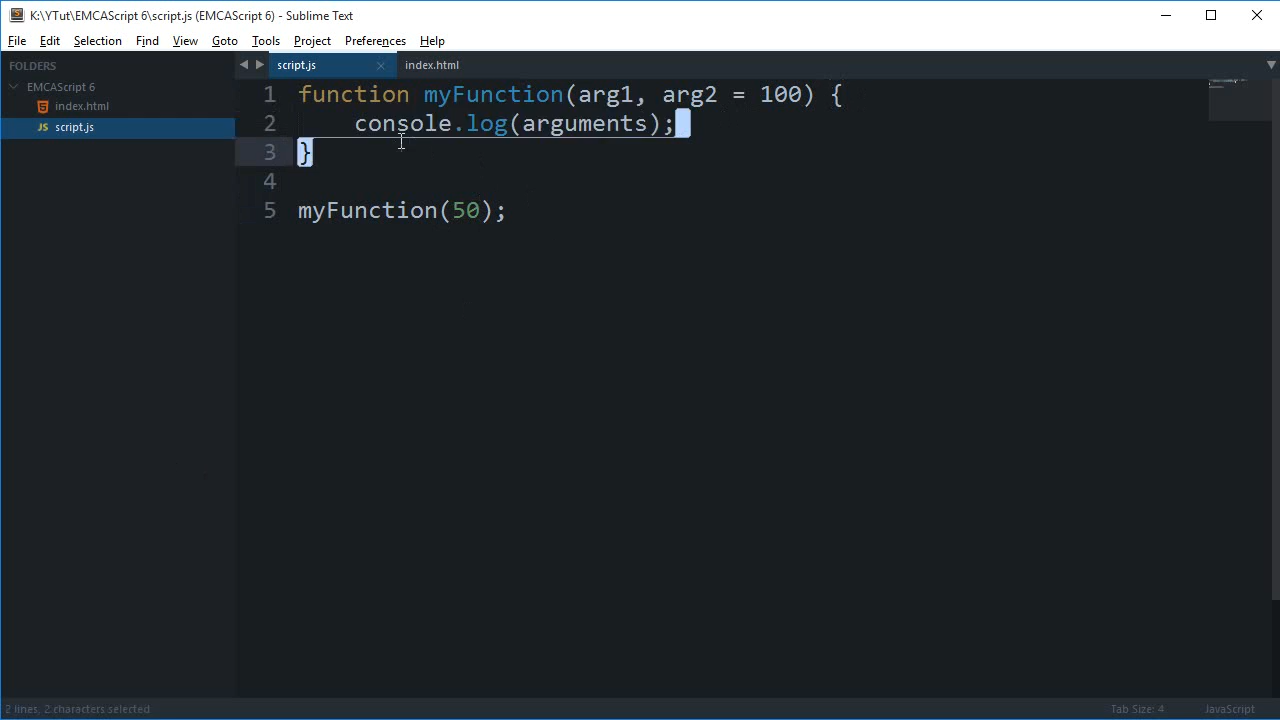 K:\YTut\EMCAScript 6\script.js (EMCAScript 6) - Sublime Text
File Edit Selection Find View Goto Tools Project Preferences Help
FOLDERS
EMCAScript 6
index.html
script.js
script.js index.html
1 function myFunction(arg1, arg2 = 100) {
2 console.log(arguments);
3 }
4
5 myFunction(50);
2 lines, 2 characters selected Tab Size: 4 JavaScript